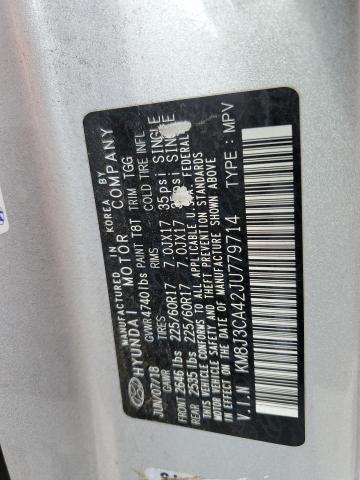 MANUFACTURED IN KOREA BY
HYUNDAI MOTOR COMPANY
JUN/07/18 GVWR 4740 lbs PAINT T8T TRIM TGG
GAWR TIRES RIMS COLD TIRE INFL.
FRONT 2646 lbs 225/60R17 7.0JX17 35psi SINGLE
REAR 2535 lbs 225/60R17 7.0JX17 SINGLE
THIS VEHICLE CONFORMS TO ALL APPLICABLE U.S. FEDERAL
MOTOR VEHICLE SAFETY AND THEFT PREVENTION STANDARDS
IN EFFECT ON THE DATE OF MANUFACTURE SHOWN ABOVE
V.I.N : KM8J3CA42JU779714 TYPE : MPV